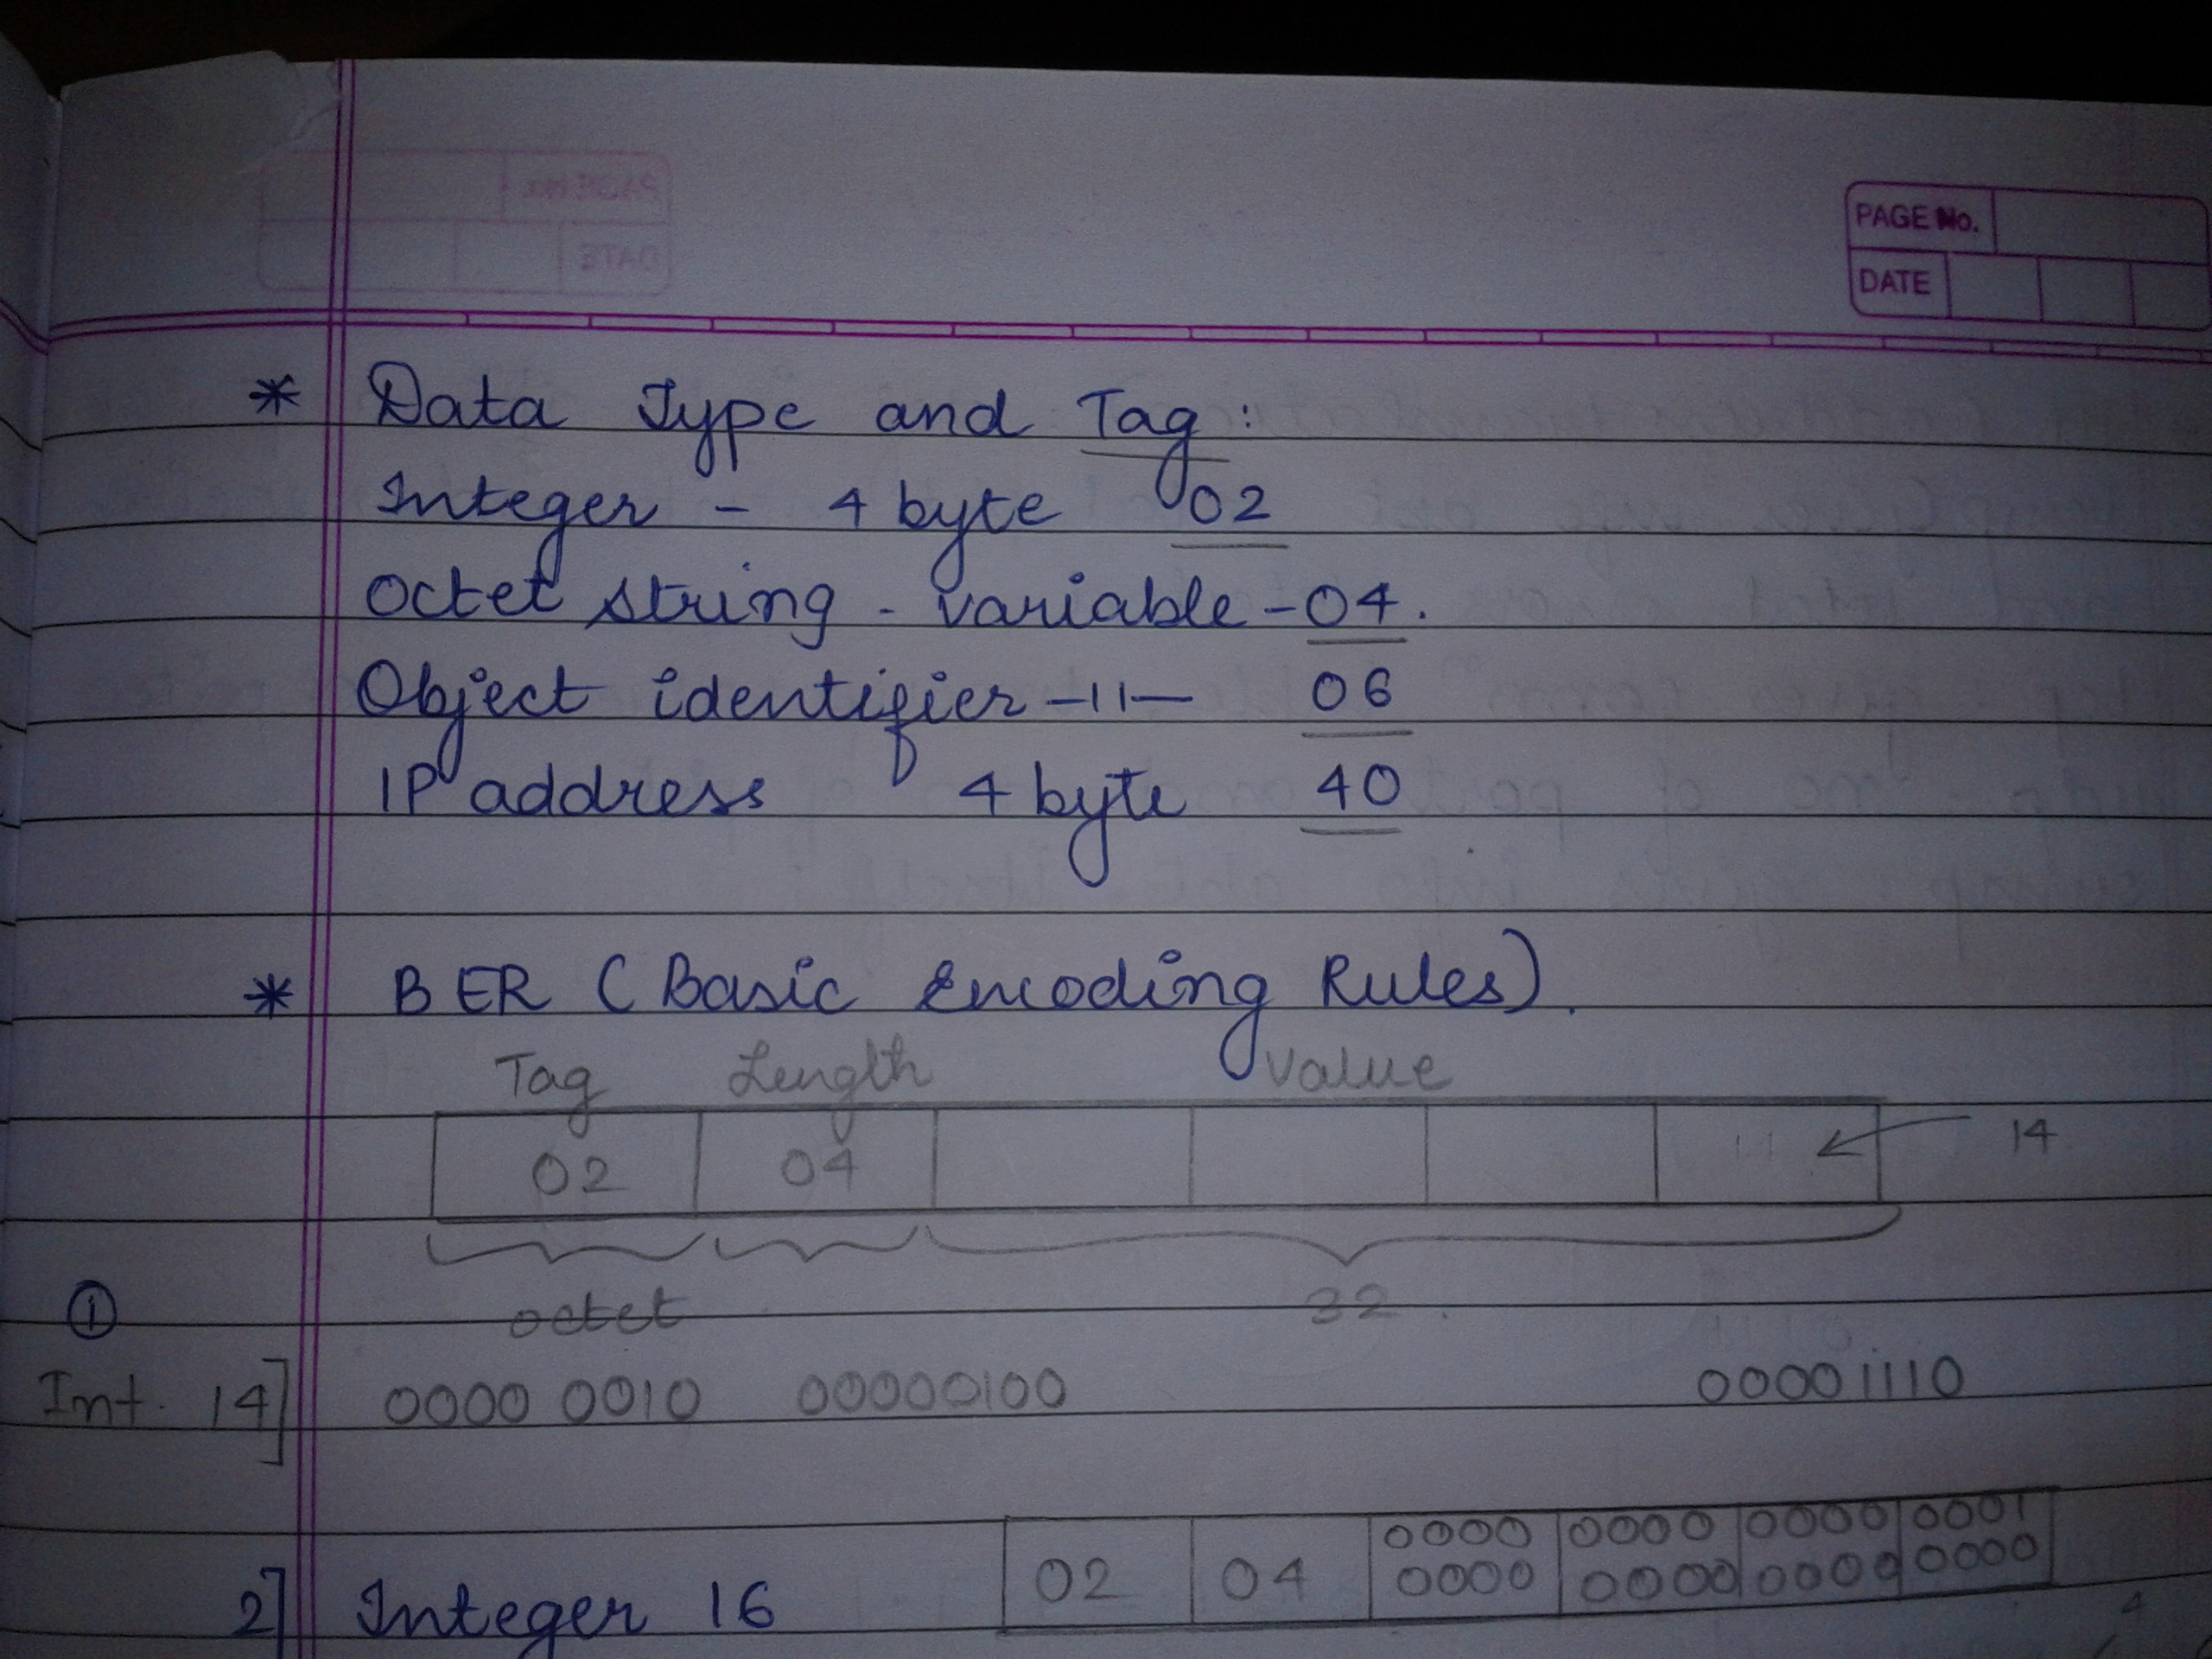 PAGE No.
DATE
* Data Type and Tag :
Integer - 4 byte 02
Octet string - variable - 04.
Object identifier -11- 06
IP address 4 byte 40
* BER (Basic Encoding Rules).
Tag Length Value
02 04 14
octet 32
①
Int. 14] 0000 0010 00000100 00001110
2] Integer 16 02 04 0000 0000 0000 0001
0000 0000 0000 0000